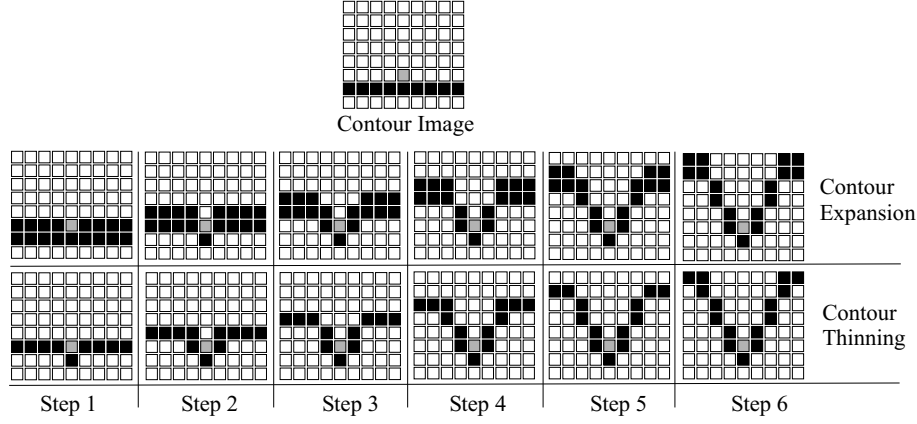 Contour Image
Contour
Expansion
Contour
Thinning
Step 1
Step 2
Step 3
Step 4
Step 5
Step 6